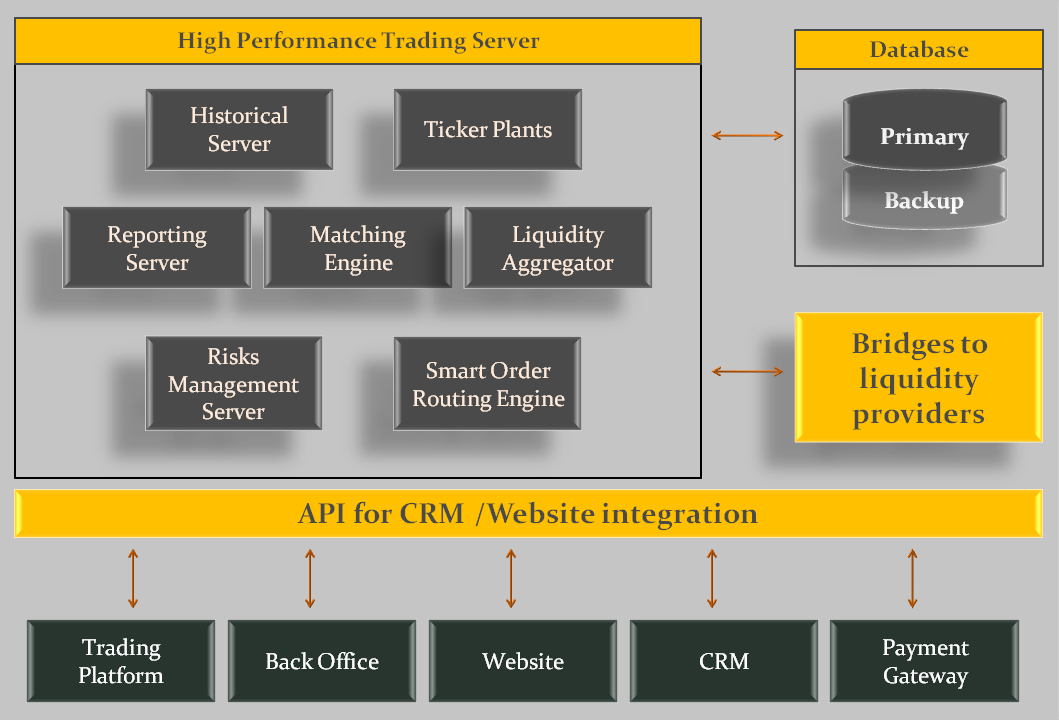 High Performance Trading Server
Historical
Server
Ticker Plants
Reporting
Server
Matching
Engine
Liquidity
Aggregator
Risks
Management
Server
Smart Order
Routing Engine
Database
Primary
Backup
Bridges to
liquidity
providers
API for CRM /Website integration
Trading
Platform
Back Office
Website
CRM
Payment
Gateway